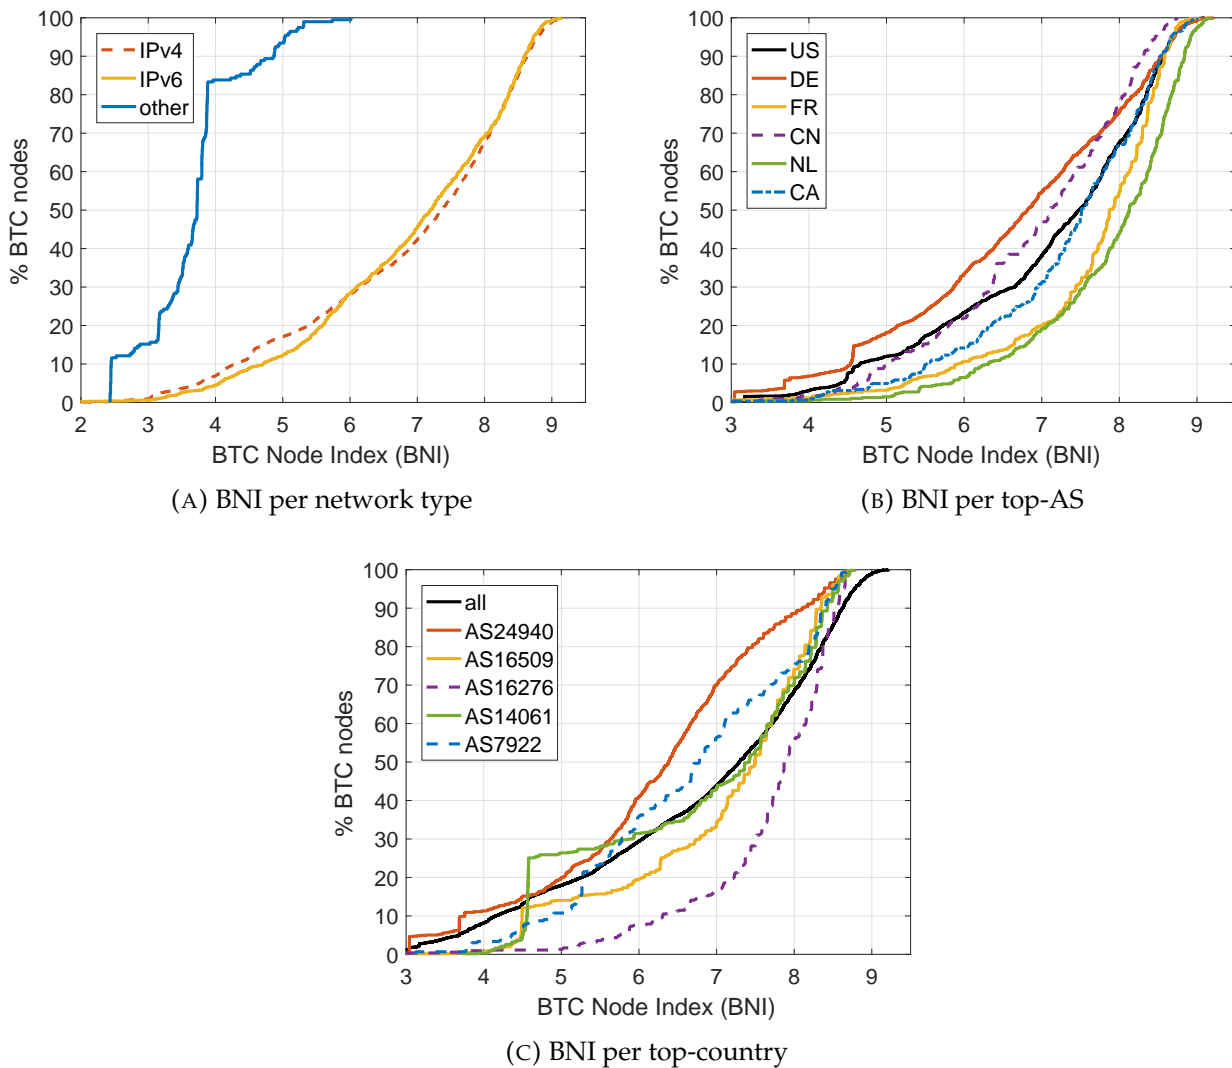 100
90
80
70
60
50
40
30
20
10
0
% BTC nodes
IPv4
IPv6
other
2 3 4 5 6 7 8 9
BTC Node Index (BNI)
(A) BNI per network type
100
90
80
70
60
50
40
30
20
10
0
% BTC nodes
US
DE
FR
CN
NL
CA
3 4 5 6 7 8 9
BTC Node Index (BNI)
(B) BNI per top-AS
100
90
80
70
60
50
40
30
20
10
0
% BTC nodes
all
AS24940
AS16509
AS16276
AS14061
AS7922
3 4 5 6 7 8 9
BTC Node Index (BNI)
(C) BNI per top-country